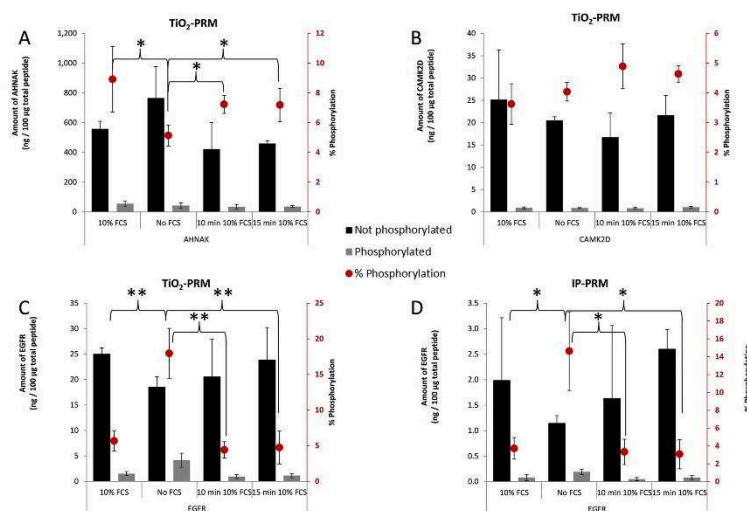 A
TiO2-PRM
Amount of AHNAK
(ng / 100 µg total peptide)
1,200
1,000
800
600
400
200
0
12
10
8
6
4
2
0
% Phosphorylation
* * *
10% FCS No FCS 10 min 10% FCS 15 min 10% FCS
AHNAK
B
TiO2-PRM
Amount of CAMK2D
(ng / 100 µg total peptide)
40
35
30
25
20
15
10
5
0
6
5
4
3
2
1
0
% Phosphorylation
10% FCS No FCS 10 min 10% FCS 15 min 10% FCS
CAMK2D
Not phosphorylated
Phosphorylated
% Phosphorylation
C
TiO2-PRM
Amount of EGFR
(ng / 100 µg total peptide)
35
30
25
20
15
10
5
0
25
20
15
10
5
0
% Phosphorylation
** ** **
10% FCS No FCS 10 min 10% FCS 15 min 10% FCS
EGFR
D
IP-PRM
Amount of EGFR
(ng / 100 µg total peptide)
3.5
3.0
2.5
2.0
1.5
1.0
0.5
0.0
20
18
16
14
12
10
8
6
4
2
0
% Phosphorylation
* * *
10% FCS No FCS 10 min 10% FCS 15 min 10% FCS
EGFR